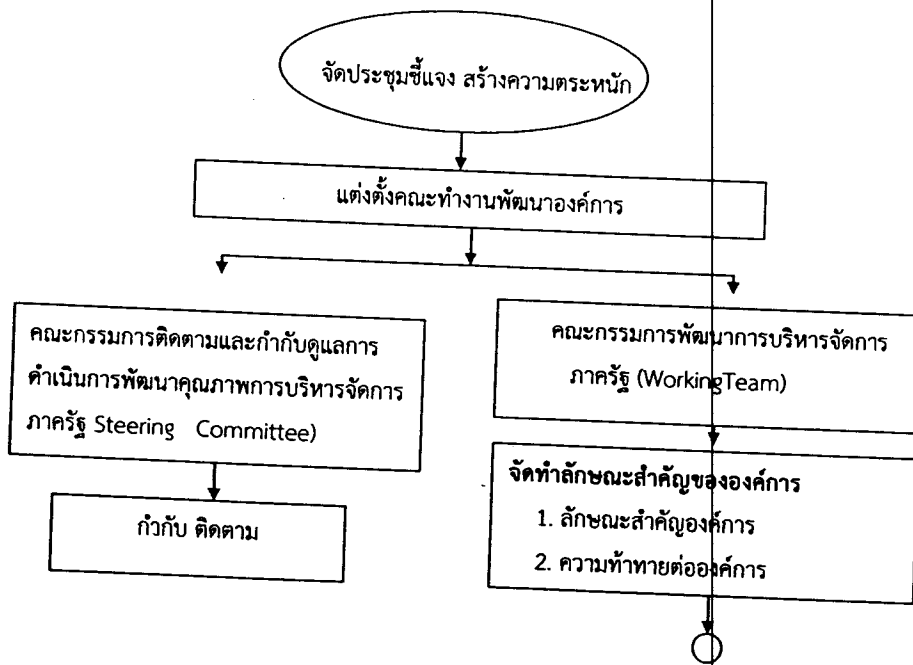 จัดประชุมชี้แจง สร้างความตระหนัก
แต่งตั้งคณะทำงานพัฒนาองค์การ
คณะกรรมการติดตามและกำกับดูแลการ
ดำเนินการพัฒนาคุณภาพการบริหารจัดการ
ภาครัฐ Steering Committee)
กำกับ ติดตาม
คณะกรรมการพัฒนาการบริหารจัดการ
ภาครัฐ (WorkingTeam)
จัดทำลักษณะสำคัญขององค์การ
1. ลักษณะสำคัญองค์การ
2. ความท้าทายต่อองค์การ